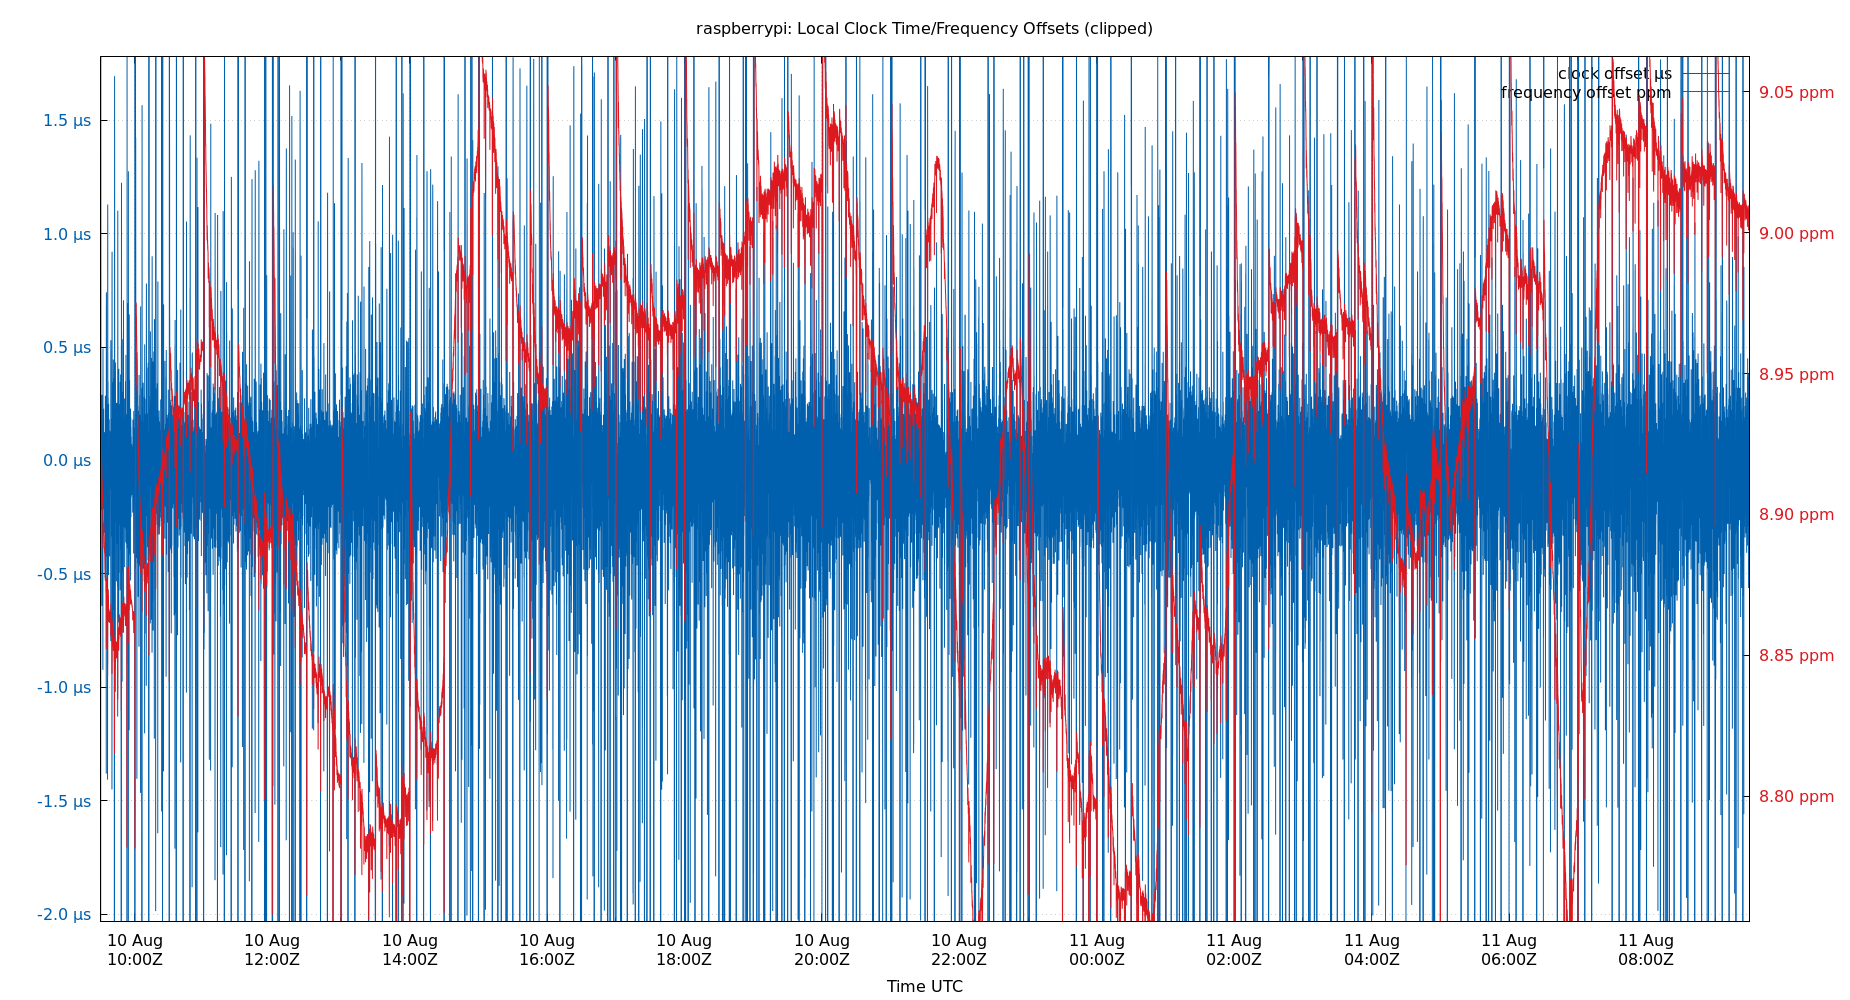 raspberrypi: Local Clock Time/Frequency Offsets (clipped)
clock offset µs
frequency offset ppm
1.5 µs
1.0 µs
0.5 µs
0.0 µs
-0.5 µs
-1.0 µs
-1.5 µs
-2.0 µs
9.05 ppm
9.00 ppm
8.95 ppm
8.90 ppm
8.85 ppm
8.80 ppm
10 Aug 10 Aug 10 Aug 10 Aug 10 Aug 10 Aug 10 Aug 11 Aug 11 Aug 11 Aug 11 Aug 11 Aug
10:00Z 12:00Z 14:00Z 16:00Z 18:00Z 20:00Z 22:00Z 00:00Z 02:00Z 04:00Z 06:00Z 08:00Z
Time UTC